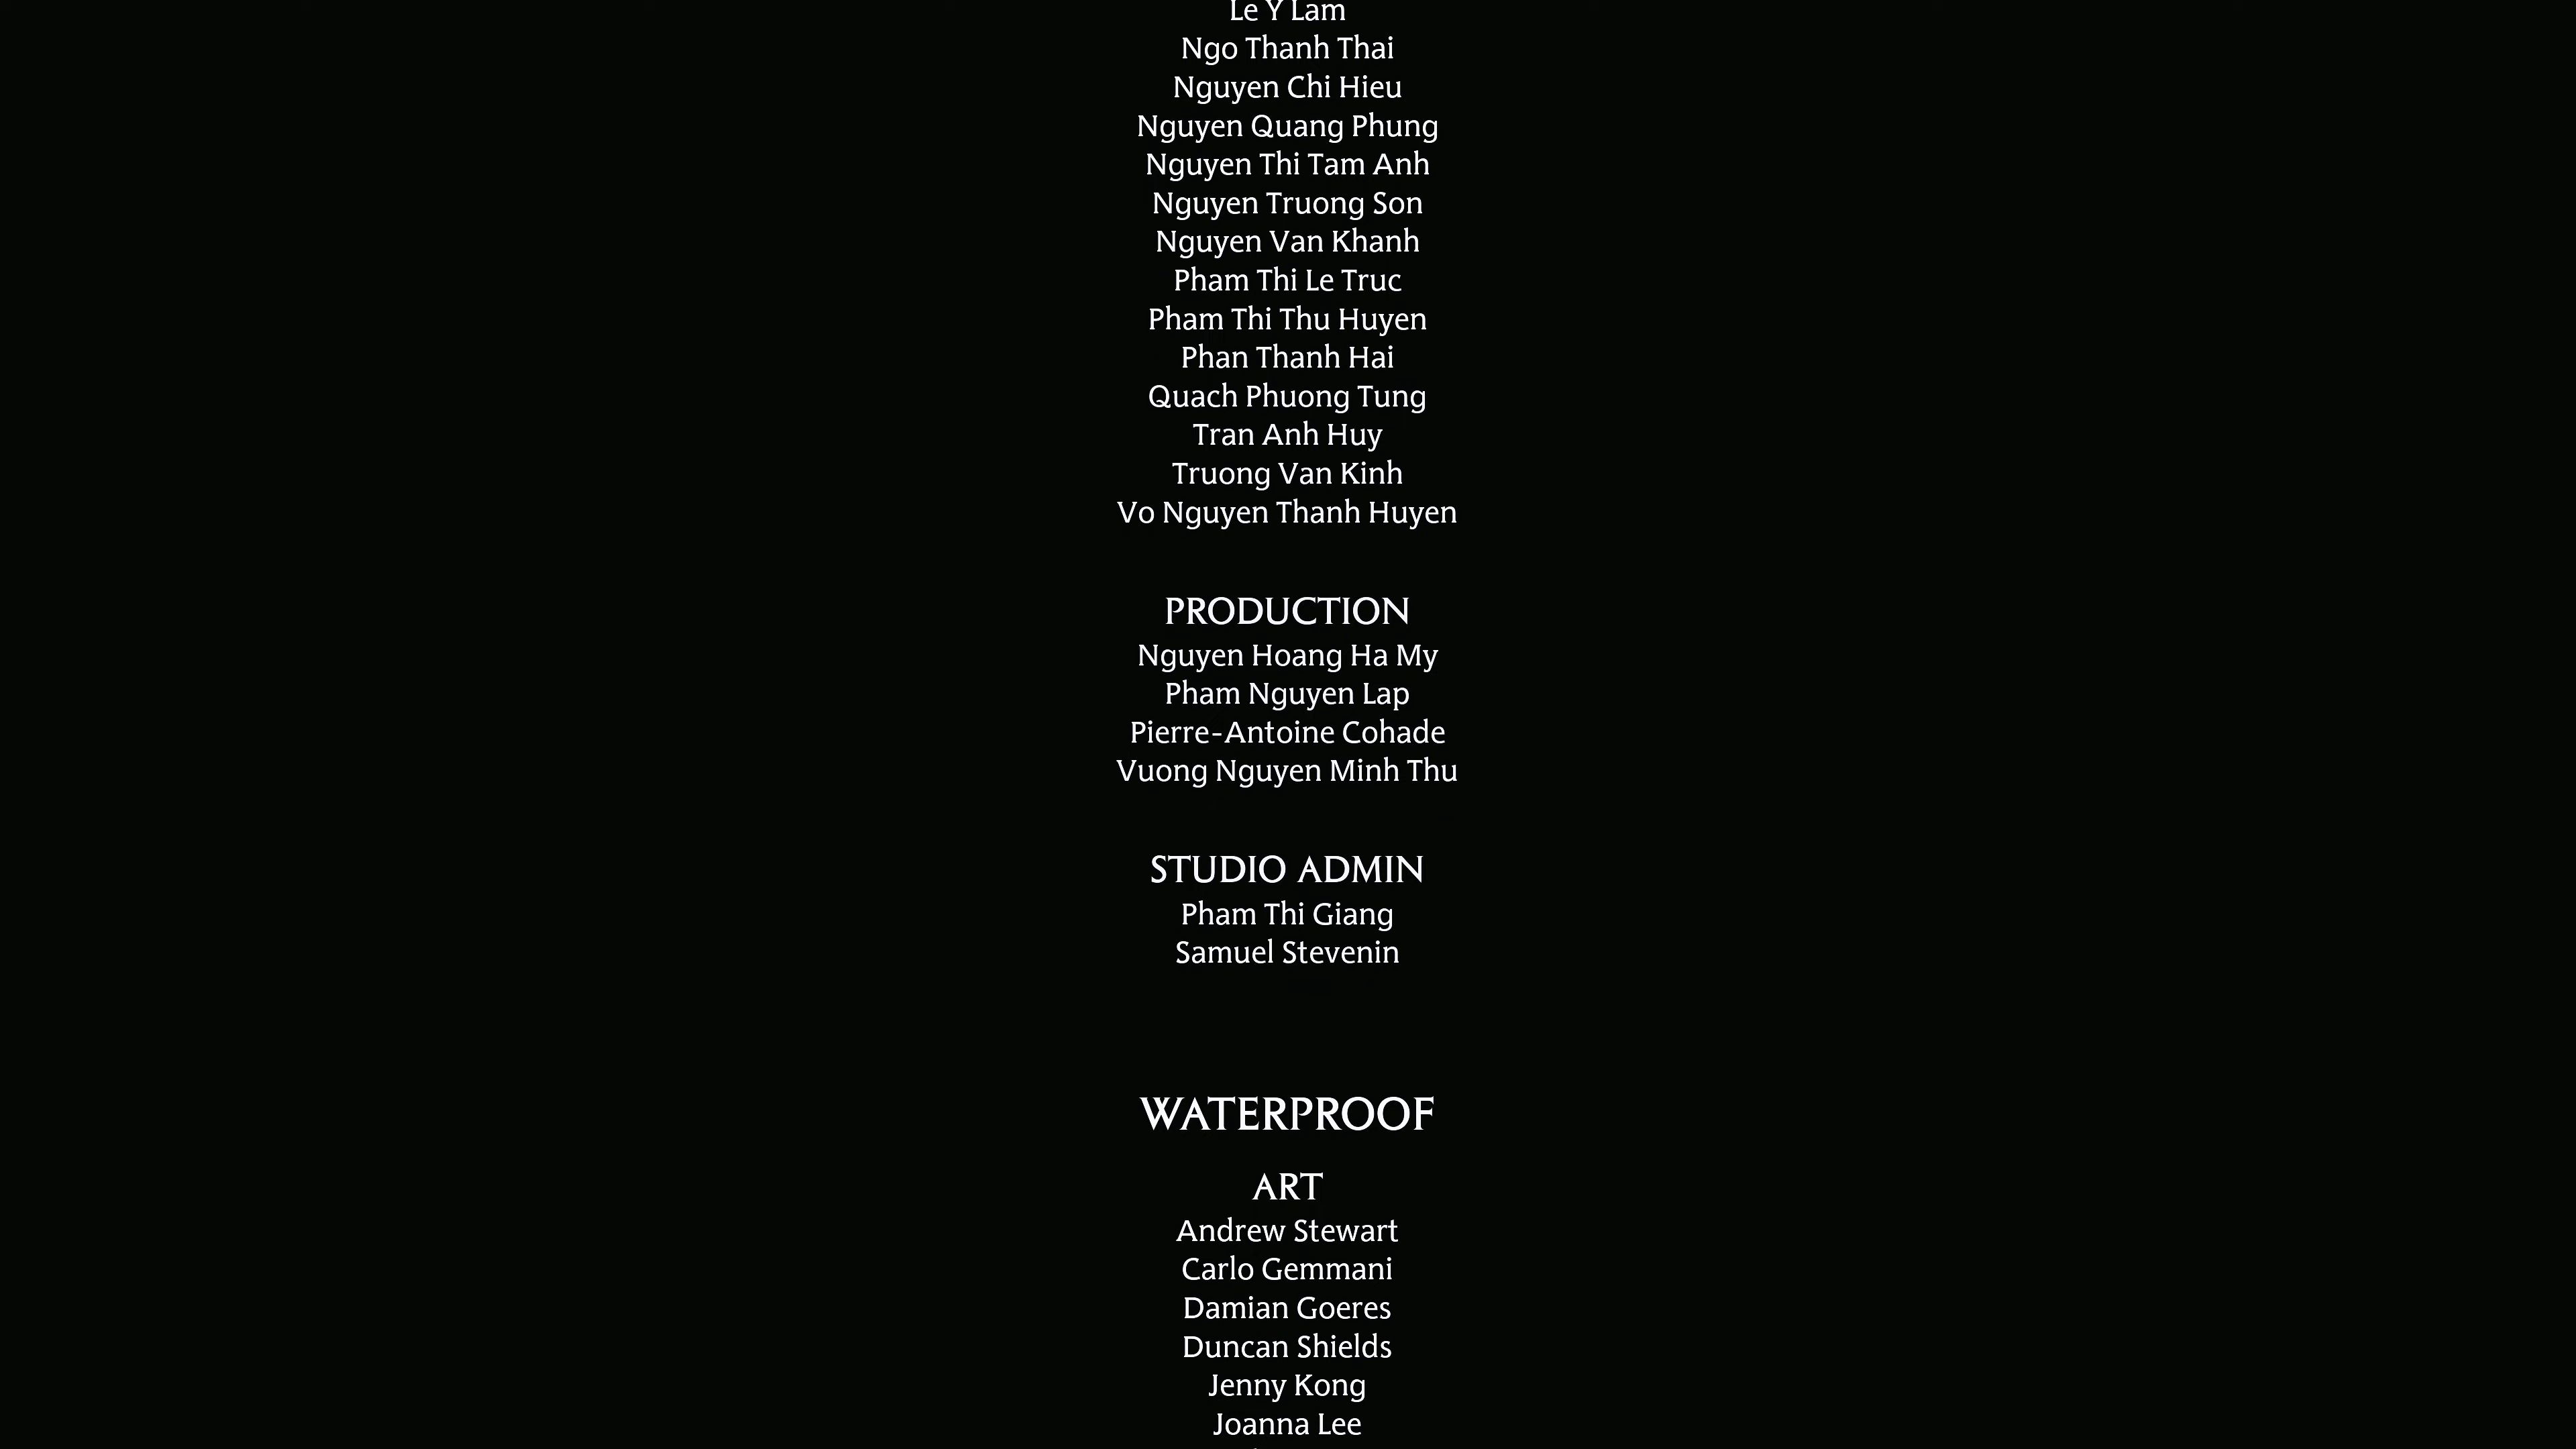 Le Y Lam
Ngo Thanh Thai
Nguyen Chi Hieu
Nguyen Quang Phung
Nguyen Thi Tam Anh
Nguyen Truong Son
Nguyen Van Khanh
Pham Thi Le Truc
Pham Thi Thu Huyen
Phan Thanh Hai
Quach Phuong Tung
Tran Anh Huy
Truong Van Kinh
Vo Nguyen Thanh Huyen
PRODUCTION
Nguyen Hoang Ha My
Pham Nguyen Lap
Pierre-Antoine Cohade
Vuong Nguyen Minh Thu
STUDIO ADMIN
Pham Thi Giang
Samuel Stevenin
WATERPROOF
ART
Andrew Stewart
Carlo Gemmani
Damian Goeres
Duncan Shields
Jenny Kong
Joanna Lee